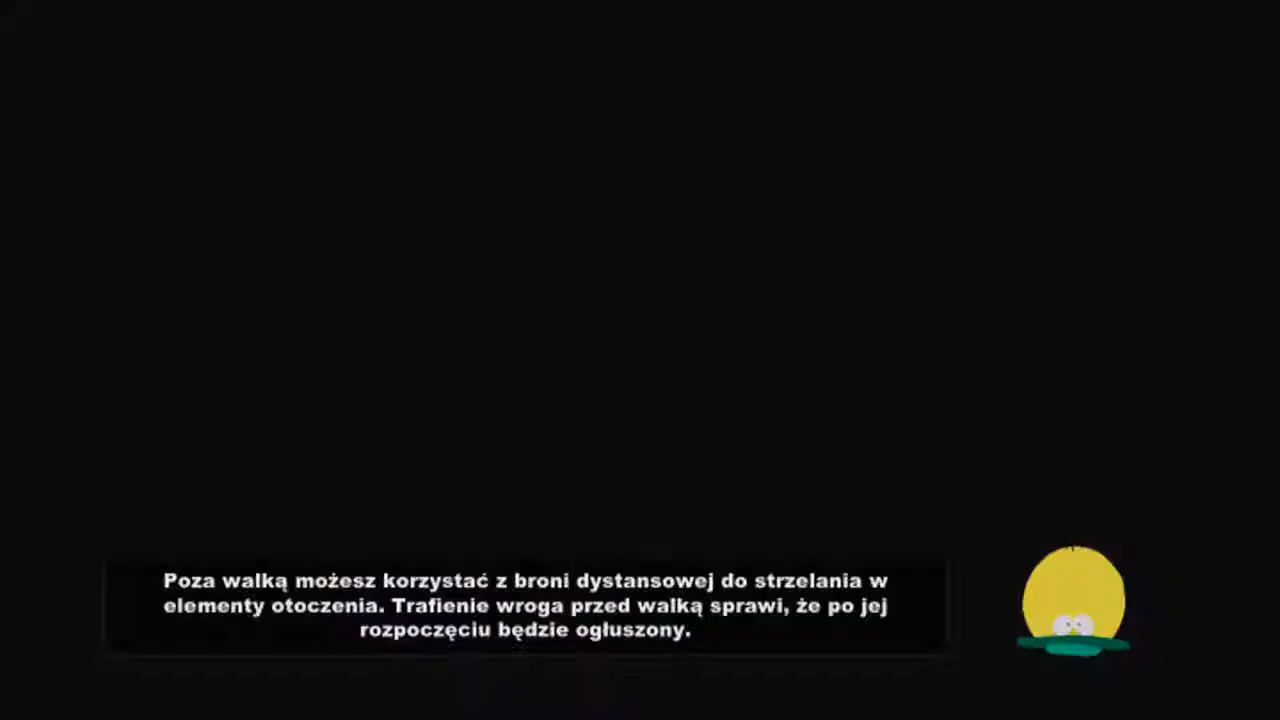 Poza walką możesz korzystać z broni dystansowej do strzelania w
elementy otoczenia. Trafienie wroga przed walką sprawi, że po jej
rozpoczęciu będzie ogłuszony.